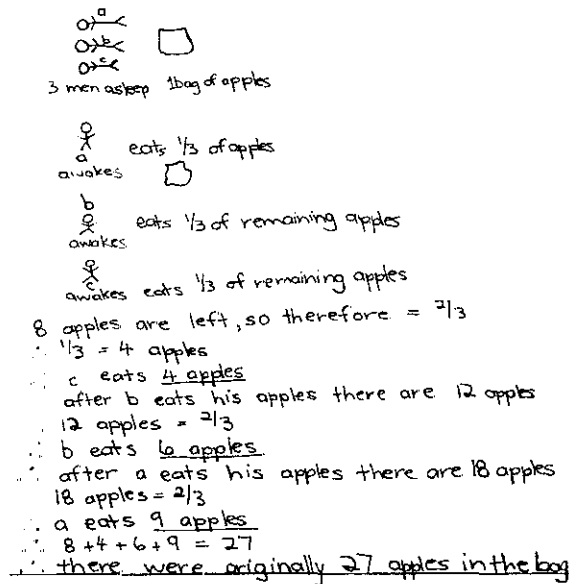 a
b
c
3 men asleep 1bag of apples
a
awakes
eats 1/3 of apples
b
awakes
eats 1/3 of remaining apples
c
awakes eats 1/3 of remaining apples
8 apples are left, so therefore = 2/3
∴ 1/3 = 4 apples
∴ c eats 4 apples
after b eats his apples there are 12 apples
∴ 12 apples = 2/3
∴ b eats 6 apples
∴ after a eats his apples there are 18 apples
18 apples = 2/3
∴ a eats 9 apples
∴ 8 + 4 + 6 + 9 = 27
∴ there were originally 27 apples in the bag